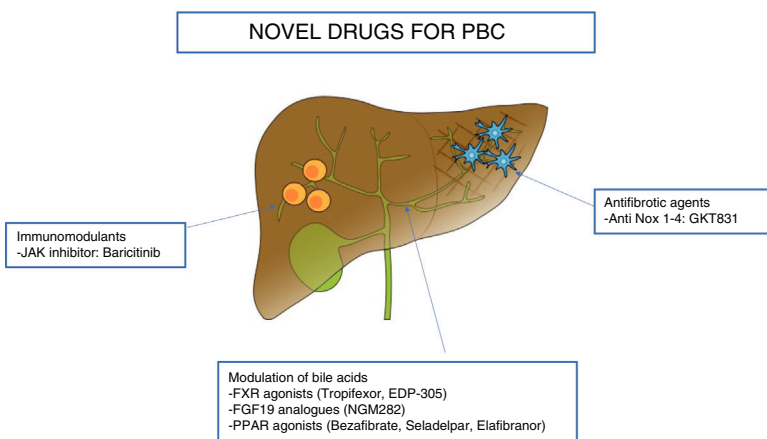 NOVEL DRUGS FOR PBC
Immunomodulants
-JAK inhibitor: Baricitinib
Antifibrotic agents
-Anti Nox 1-4: GKT831
Modulation of bile acids
-FXR agonists (Tropifexor, EDP-305)
-FGF19 analogues (NGM282)
-PPAR agonists (Bezafibrate, Seladelpar, Elafibranor)